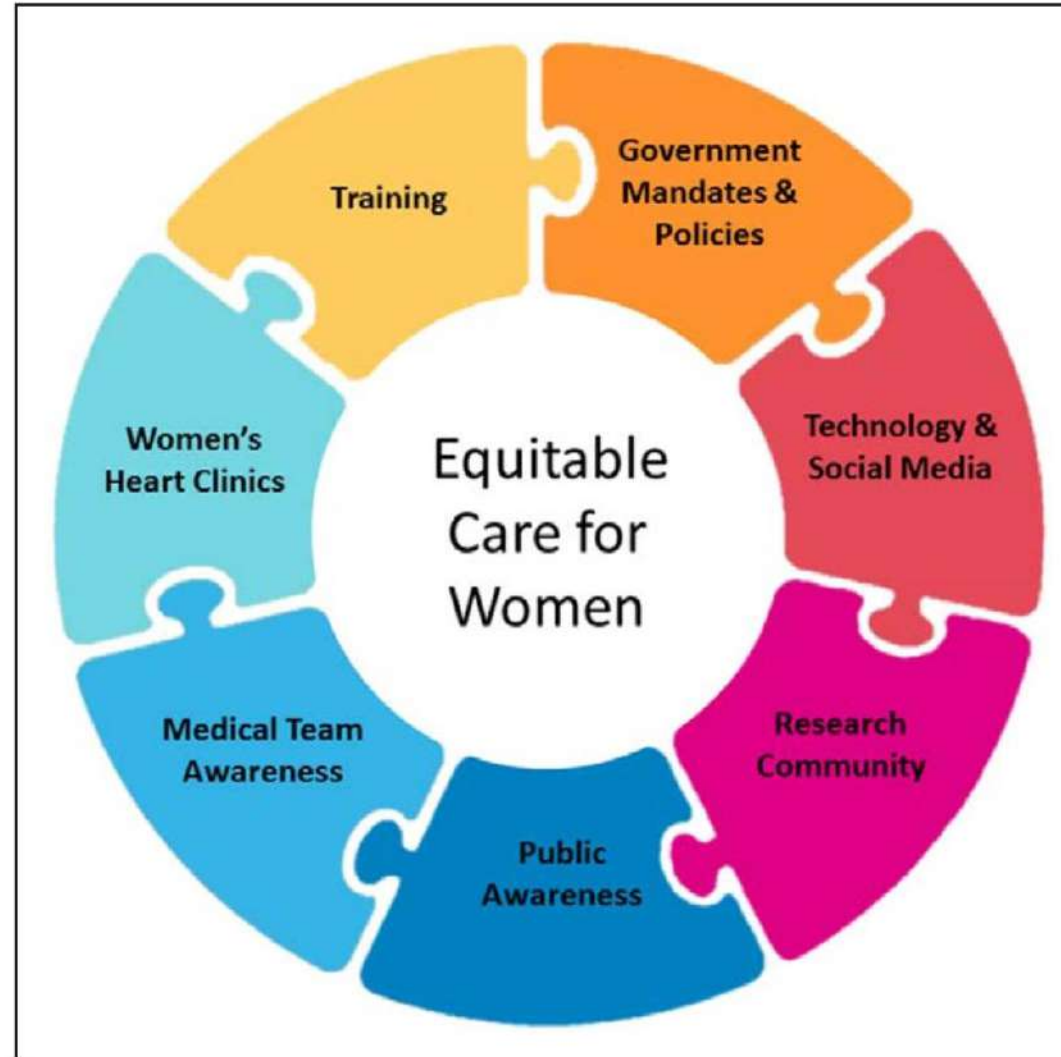 Training
Government
Mandates &
Policies
Technology &
Social Media
Research
Community
Public
Awareness
Medical Team
Awareness
Women's
Heart Clinics
Equitable
Care for
Women